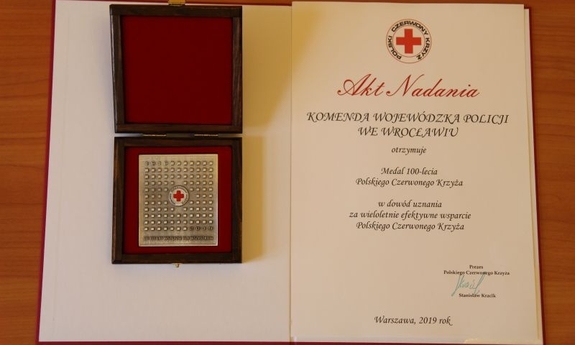 POLSKI CZERWONY KRZYŻ
Akt Nadania
KOMENDA WOJEWÓDZKA POLICJI
WE WROCŁAWIU
otrzymuje
Medal 100-lecia
Polskiego Czerwonego Krzyża
w dowód uznania
za wieloletnie efektywne wsparcie
Polskiego Czerwonego Krzyża
Prezes
Polskiego Czerwonego Krzyża
Stanisław Kracik
Warszawa, 2019 rok